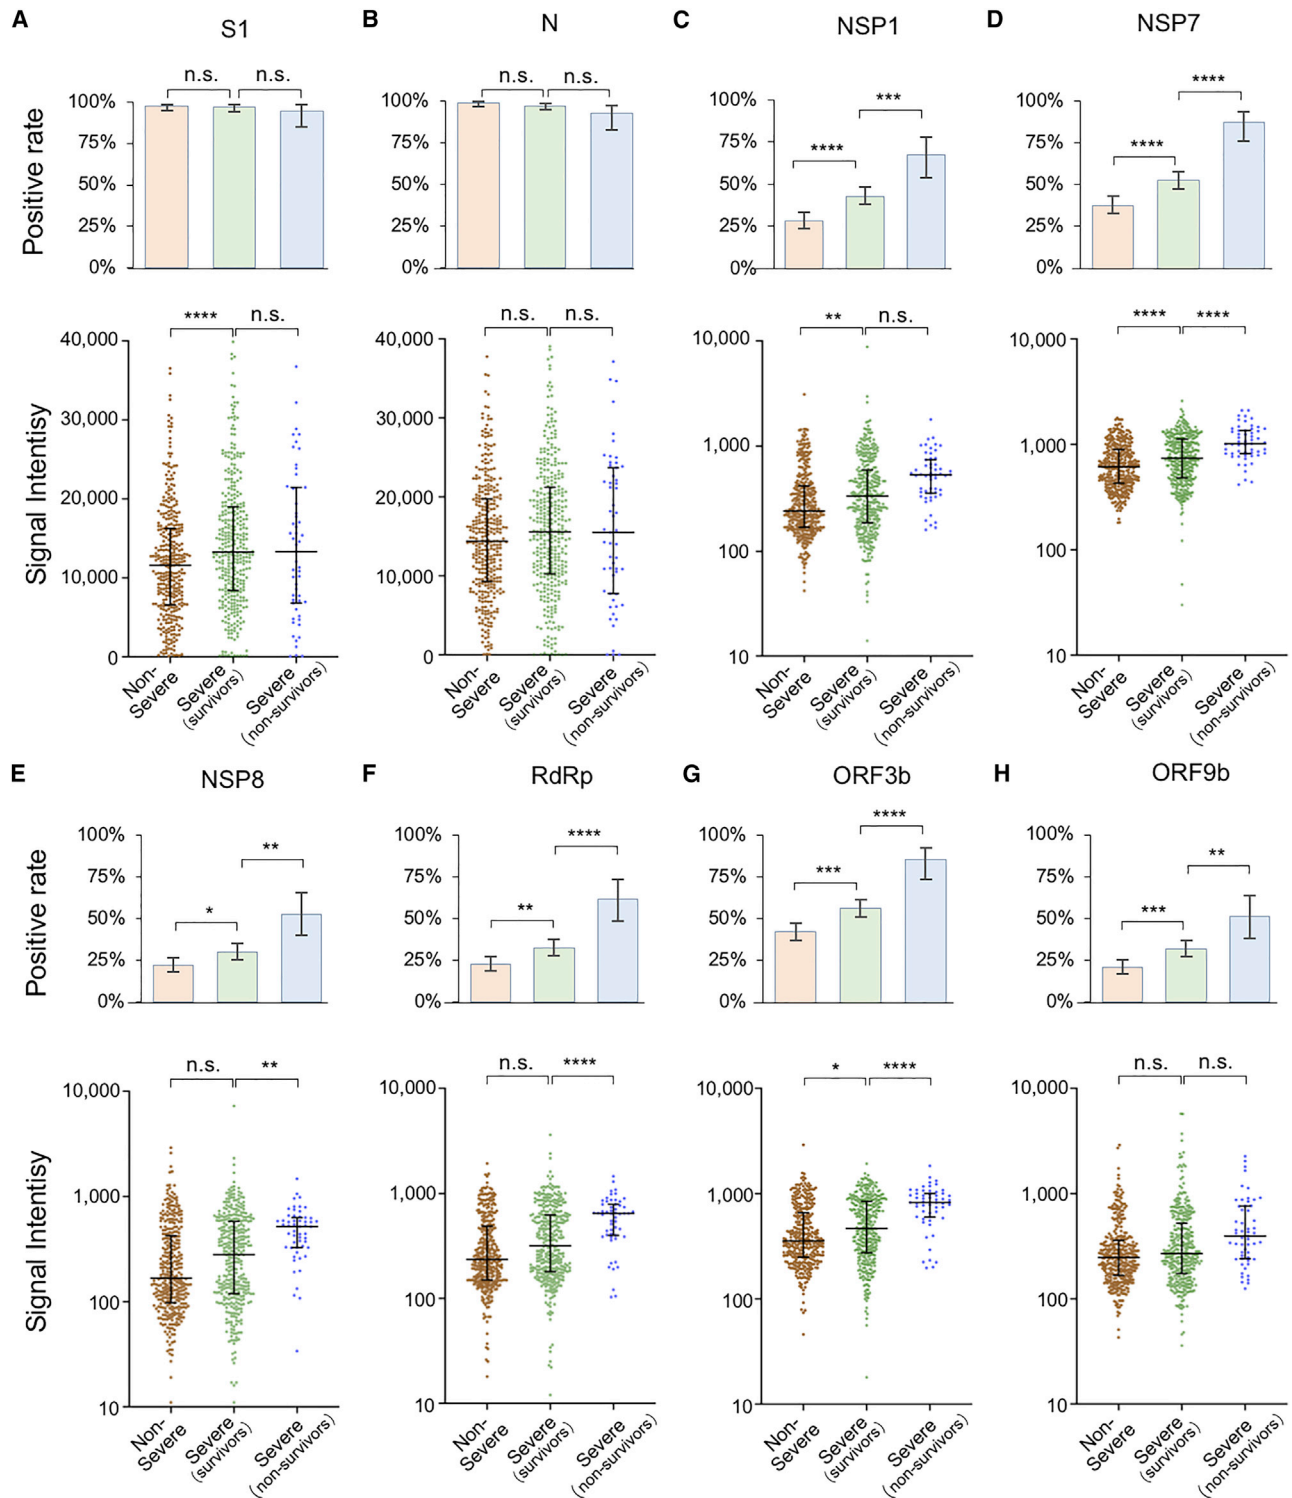 A
S1
B
N
C
NSP1
D
NSP7
n.s.
n.s.
n.s.
n.s.
****
***
****
****
Positive rate
100%
75%
50%
25%
0%
100%
75%
50%
25%
0%
100%
75%
50%
25%
0%
100%
75%
50%
25%
0%
****
n.s.
n.s.
n.s.
**
n.s.
****
****
Signal Intentisy
40,000
30,000
20,000
10,000
0
40,000
30,000
20,000
10,000
0
10,000
1,000
100
10
10,000
1,000
100
10
Non-
Severe
Severe
(survivors)
Severe
(non-survivors)
Non-
Severe
Severe
(survivors)
Severe
(non-survivors)
Non-
Severe
Severe
(survivors)
Severe
(non-survivors)
Non-
Severe
Severe
(survivors)
Severe
(non-survivors)
E
NSP8
F
RdRp
G
ORF3b
H
ORF9b
*
**
**
****
***
****
***
**
Positive rate
100%
75%
50%
25%
0%
100%
75%
50%
25%
0%
100%
75%
50%
25%
0%
100%
75%
50%
25%
0%
n.s.
**
n.s.
****
*
****
n.s.
n.s.
Signal Intentisy
10,000
1,000
100
10
10,000
1,000
100
10
10,000
1,000
100
10
10,000
1,000
100
10
Non-
Severe
Severe
(survivors)
Severe
(non-survivors)
Non-
Severe
Severe
(survivors)
Severe
(non-survivors)
Non-
Severe
Severe
(survivors)
Severe
(non-survivors)
Non-
Severe
Severe
(survivors)
Severe
(non-survivors)